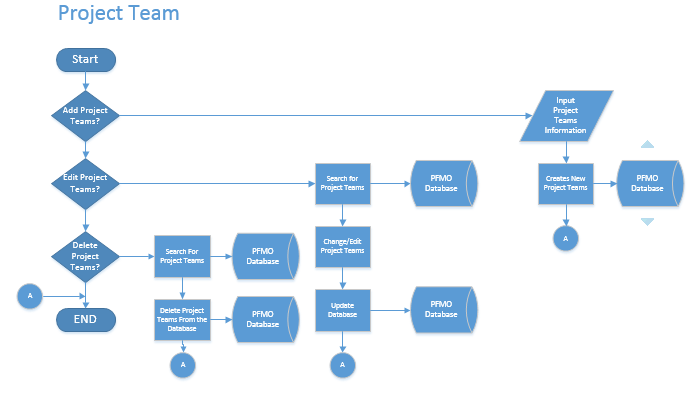 Project Team
Start
Add Project
Teams?
Input
Project
Teams
Information
Edit Project
Teams?
Search for
Project Teams
PFMO
Database
Creates New
Project Teams
PFMO
Database
Delete
Project
Teams?
Search For
Project Teams
PFMO
Database
Change/Edit
Project Teams
A
A
END
Delete Project
Teams From the
Database
PFMO
Database
Update
Database
PFMO
Database
A
A